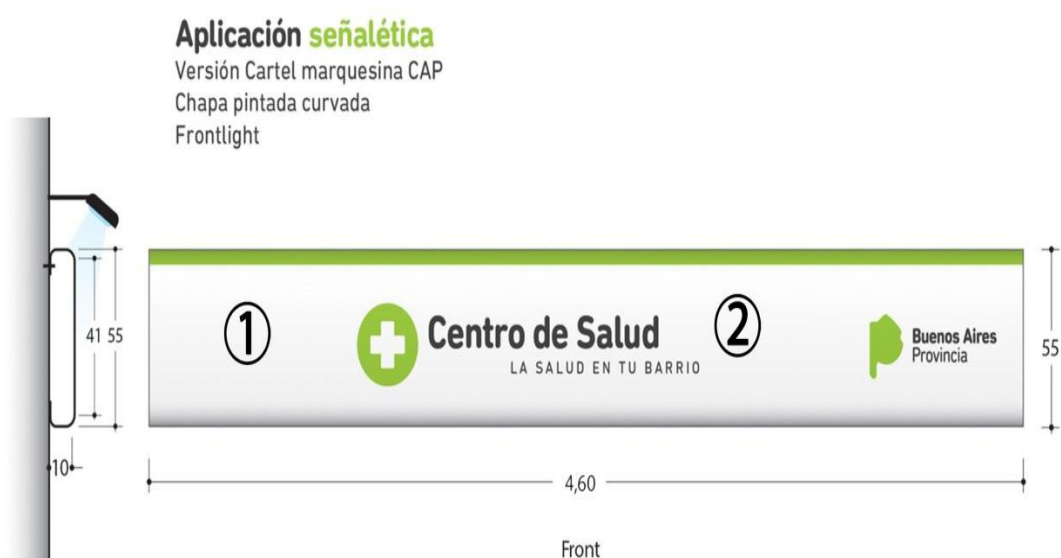 Aplicación señalética
Versión Cartel marquesina CAP
Chapa pintada curvada
Frontlight
41 55
10
①
Centro de Salud
LA SALUD EN TU BARRIO
②
Buenos Aires
Provincia
55
4,60
Front